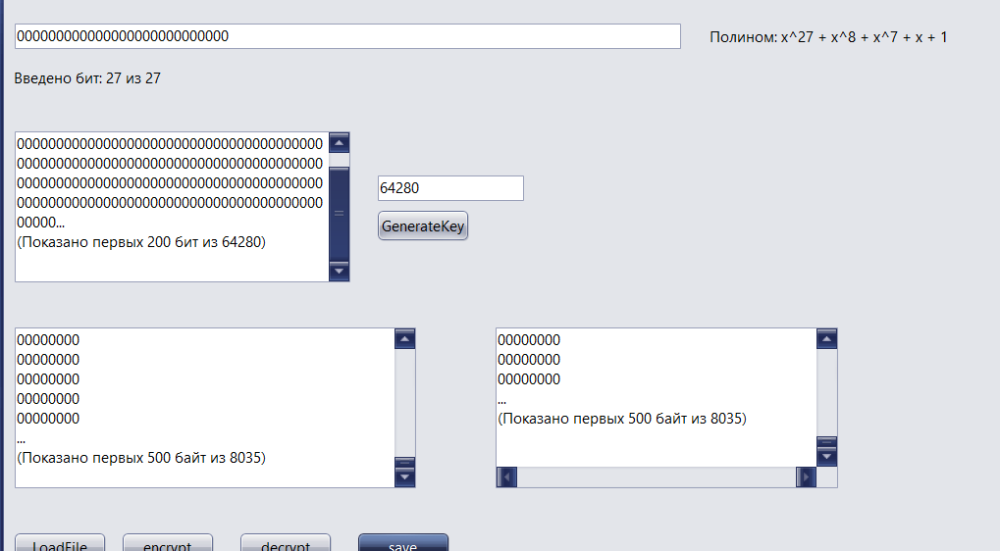 000000000000000000000000000
Полином: x^27 + x^8 + x^7 + x + 1
Введено бит: 27 из 27
000000000000000000000000000000000000000
000000000000000000000000000000000000000
000000000000000000000000000000000000000
000000000000000000000000000000000000000
00000...
(Показано первых 200 бит из 64280)
64280
GenerateKey
00000000
00000000
00000000
00000000
00000000
...
(Показано первых 500 байт из 8035)
00000000
00000000
00000000
...
(Показано первых 500 байт из 8035)
LoadFile
encrypt
decrypt
save